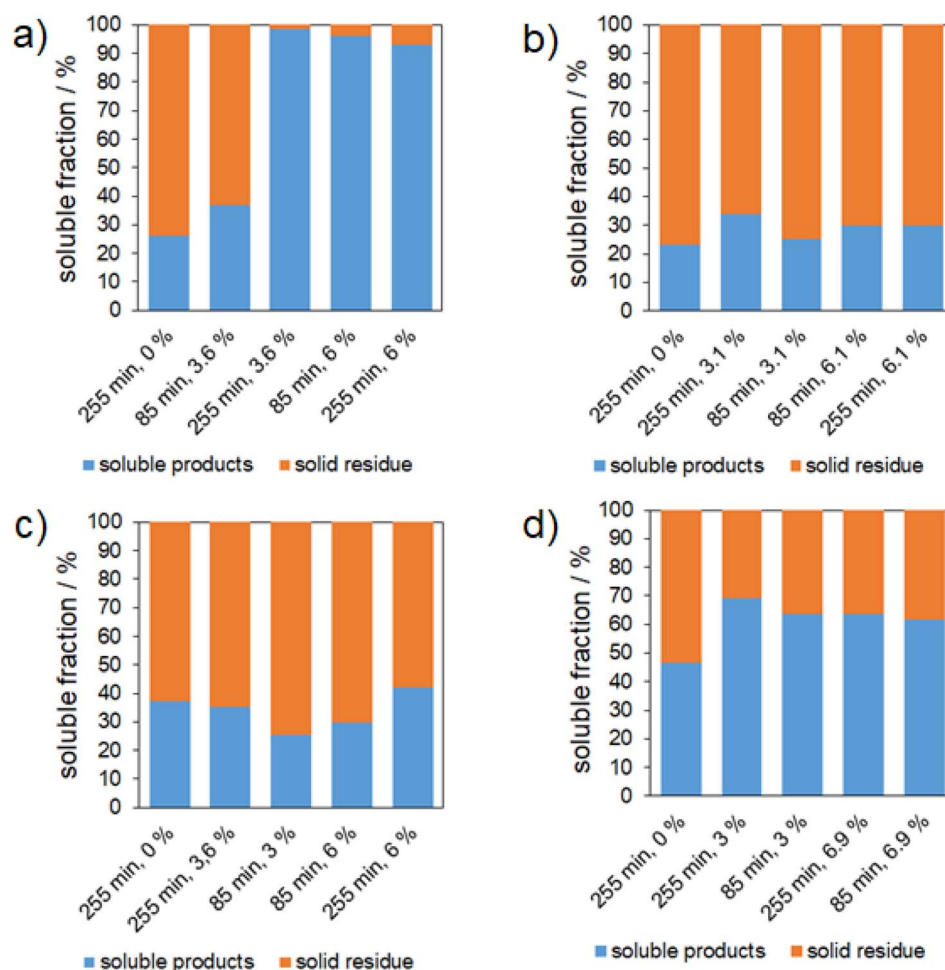 a)
soluble fraction / %
100
90
80
70
60
50
40
30
20
10
0
255 min, 0 %
85 min, 3.6 %
255 min, 3.6 %
85 min, 6 %
255 min, 6 %
soluble products solid residue
b)
soluble fraction / %
100
90
80
70
60
50
40
30
20
10
0
255 min, 0 %
255 min, 3.1 %
85 min, 3.1 %
85 min, 6.1 %
255 min, 6.1 %
soluble products solid residue
c)
soluble fraction / %
100
90
80
70
60
50
40
30
20
10
0
255 min, 0 %
255 min, 3,6 %
85 min, 3 %
85 min, 6 %
255 min, 6 %
soluble products solid residue
d)
soluble fraction / %
100
90
80
70
60
50
40
30
20
10
0
255 min, 0 %
255 min, 3 %
85 min, 3 %
255 min, 6.9 %
85 min, 6.9 %
soluble products solid residue